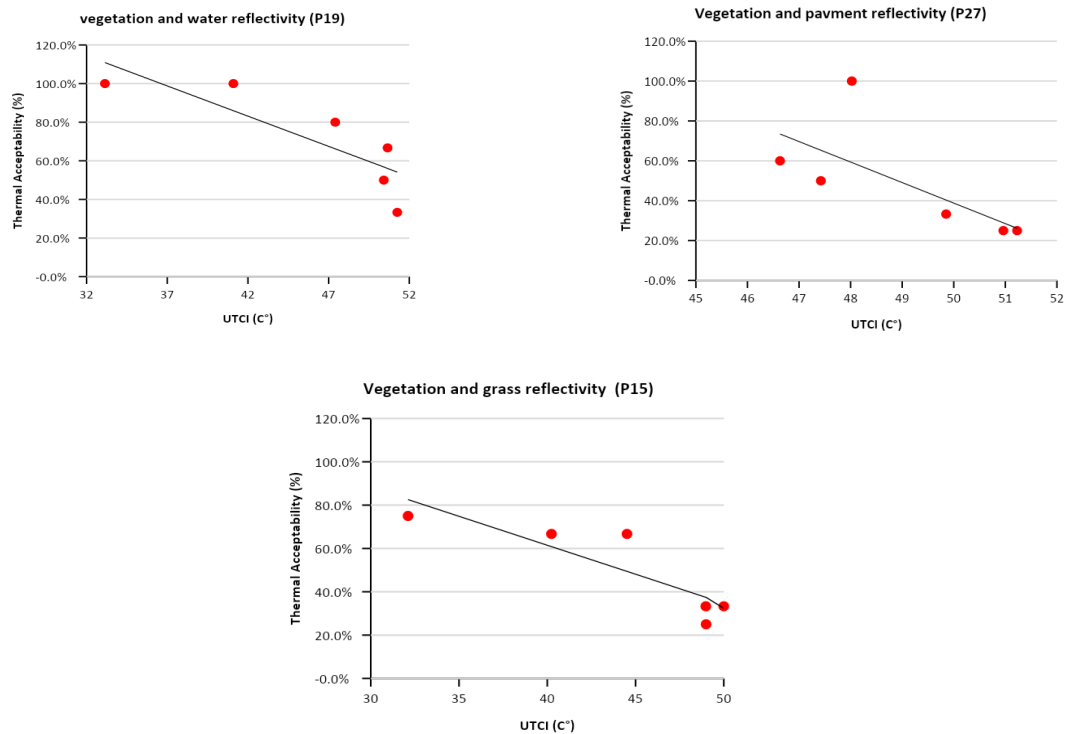 vegetation and water reflectivity (P19)
120.0%
100.0%
80.0%
60.0%
40.0%
20.0%
-0.0%
32 37 42 47 52
Thermal Acceptability (%)
UTCI (C°)
Vegetation and pavment reflectivity (P27)
120.0%
100.0%
80.0%
60.0%
40.0%
20.0%
0.0%
45 46 47 48 49 50 51 52
Thermal Acceptability (%)
UTCI (C°)
Vegetation and grass reflectivity (P15)
120.0%
100.0%
80.0%
60.0%
40.0%
20.0%
-0.0%
30 35 40 45 50
Thermal Acceptability (%)
UTCI (C°)